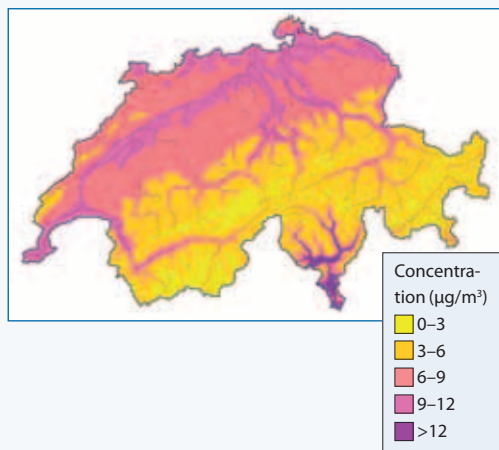 Concentra-
tion (µg/m³)
0–3
3–6
6–9
9–12
>12